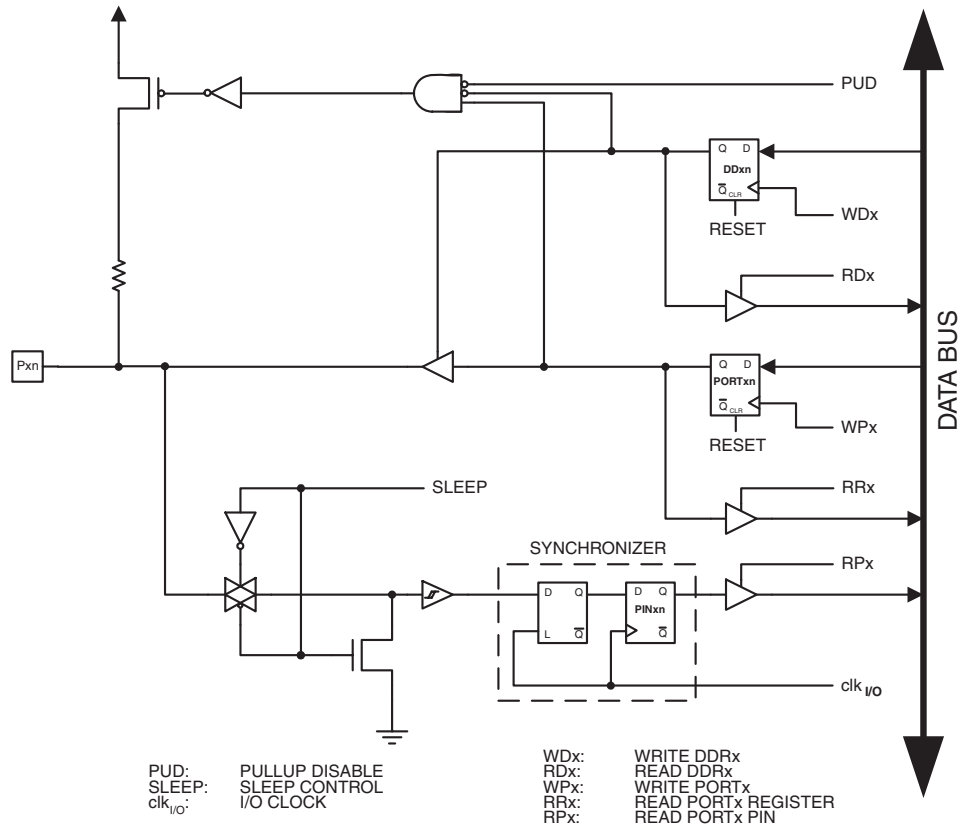 PUD
Q D
DDxn
Q CLR
WDx
RESET
RDx
Pxn
Q D
PORTxn
Q CLR
WPx
RESET
DATA BUS
SLEEP
RRx
SYNCHRONIZER
RPx
D Q
L Q
D Q
PINxn
Q
clk I/O
PUD: PULLUP DISABLE
SLEEP: SLEEP CONTROL
clkI/O: I/O CLOCK
WDx: WRITE DDRx
RDx: READ DDRx
WPx: WRITE PORTx
RRx: READ PORTx REGISTER
RPx: READ PORTx PIN